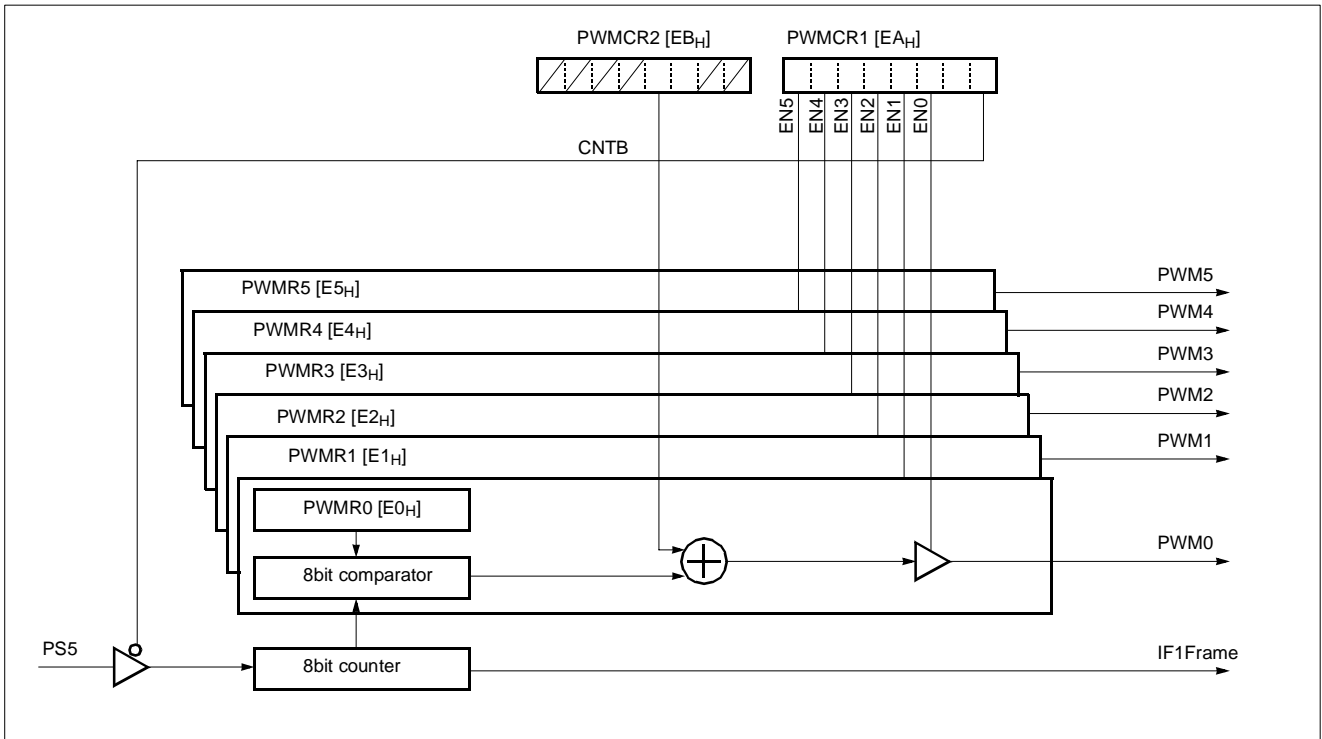 PWMCR2 [EBH]
PWMCR1 [EAH]
EN5
EN4
EN3
EN2
EN1
EN0
CNTB
PWMR5 [E5H]
PWM5
PWMR4 [E4H]
PWM4
PWMR3 [E3H]
PWM3
PWMR2 [E2H]
PWM2
PWMR1 [E1H]
PWM1
PWMR0 [E0H]
8bit comparator
PWM0
PS5
8bit counter
IF1Frame